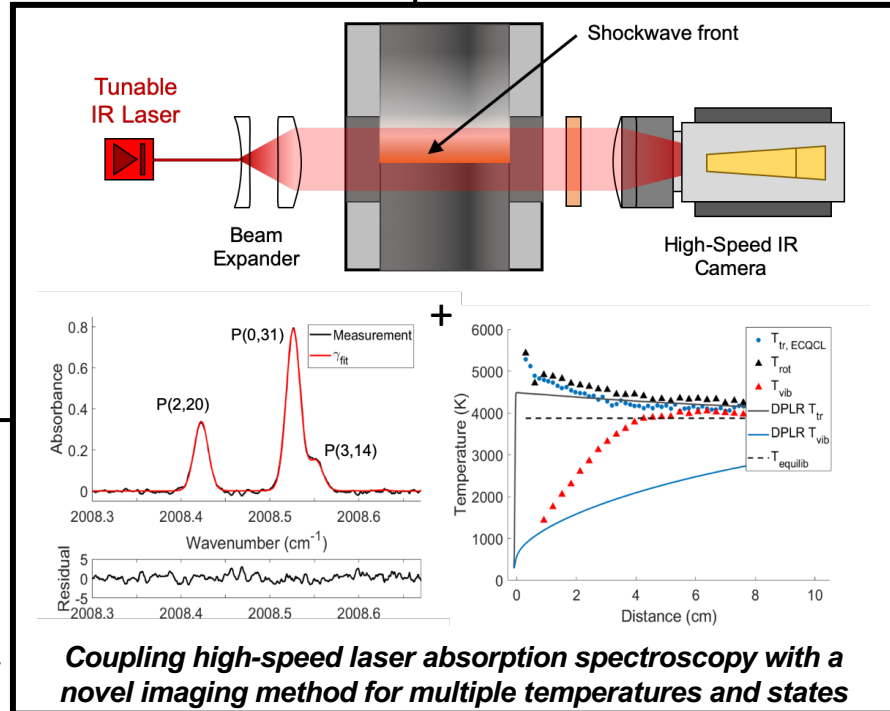 Shockwave front
Tunable
IR Laser
Beam
Expander
High-Speed IR
Camera
+
0.8
0.6
0.4
0.2
0
Absorbance
P(2,20)
P(0,31)
P(3,14)
Measurement
γfit
2008.3 2008.4 2008.5 2008.6
Wavenumber (cm-1)
Residual
5
0
-5
2008.3 2008.4 2008.5 2008.6
6000
5000
4000
3000
2000
1000
0
Temperature (K)
Ttr, ECQCL
Trot
Tvib
DPLR Ttr
DPLR Tvib
Tequilib
0 2 4 6 8 10
Distance (cm)
Coupling high-speed laser absorption spectroscopy with a
novel imaging method for multiple temperatures and states